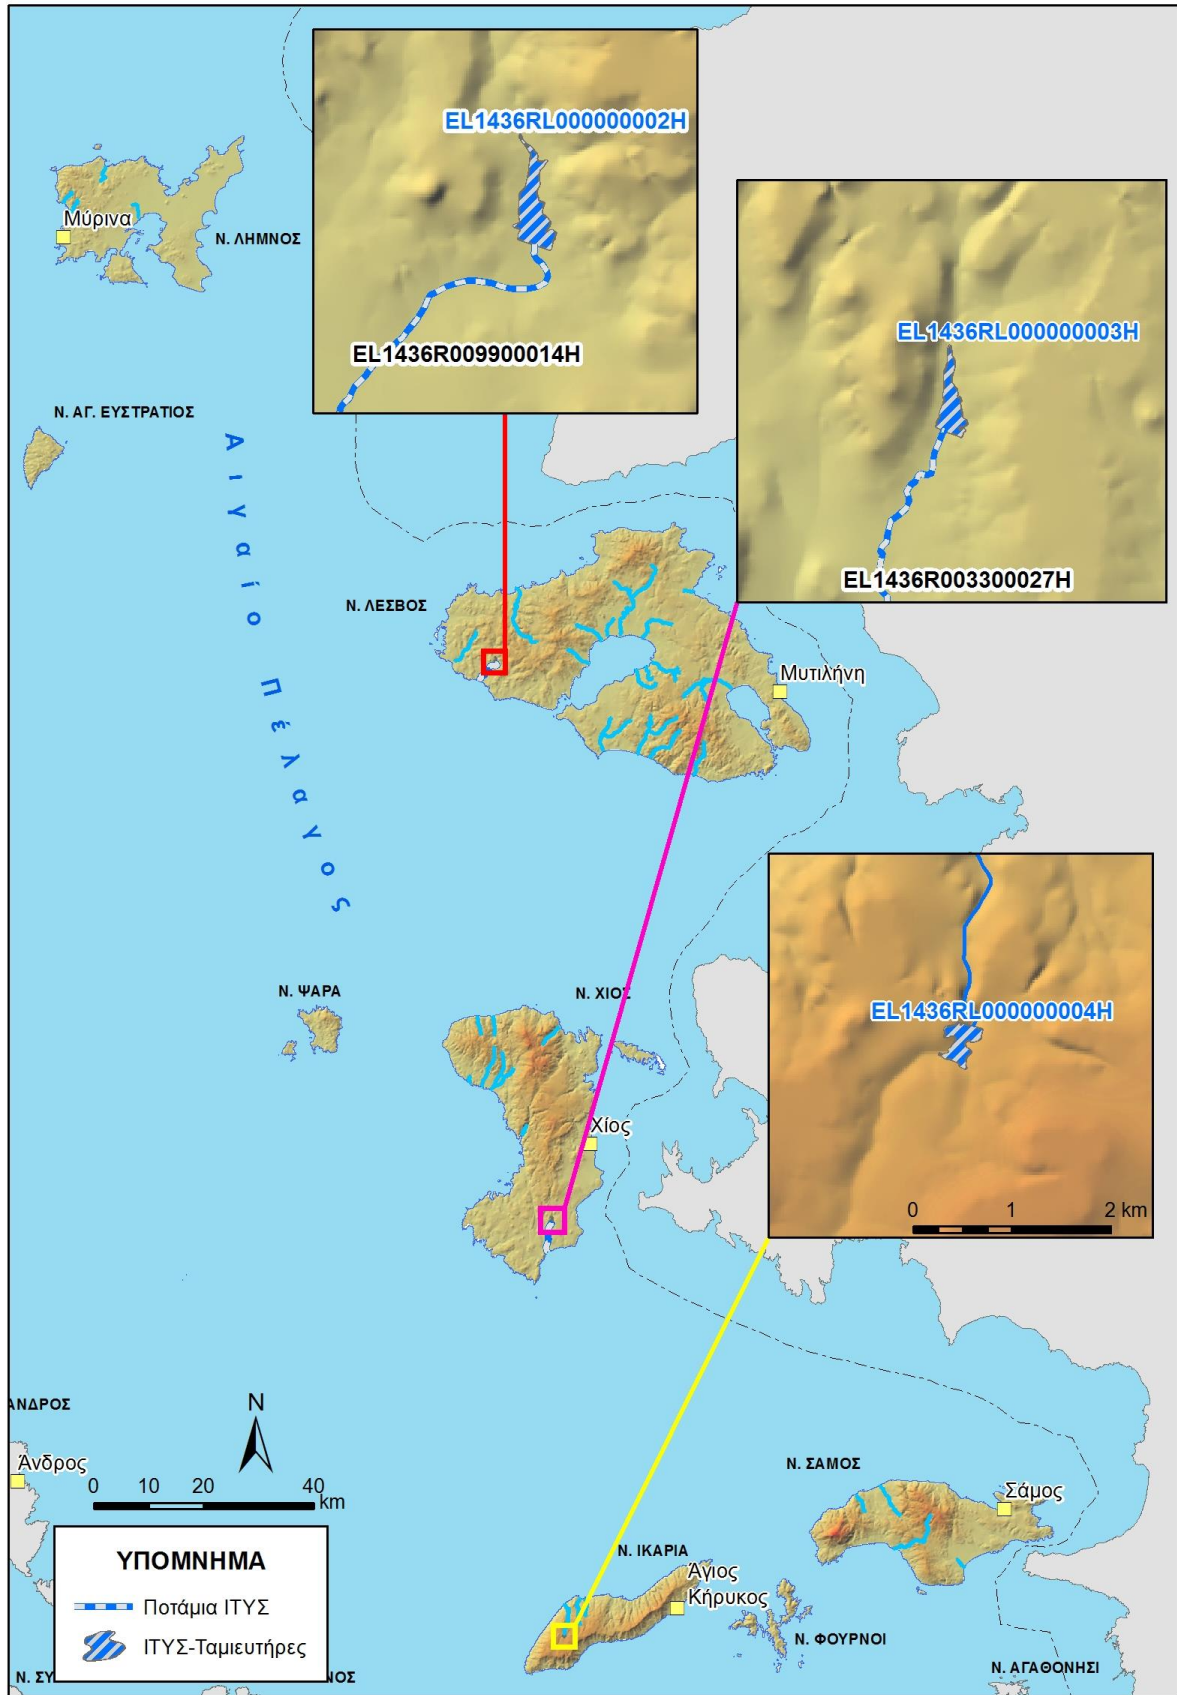 EL1436RL000000002H
EL1436R009900014H
EL1436RL000000003H
EL1436R003300027H
Μύρινα
Ν. ΛΗΜΝΟΣ
Ν. ΑΓ. ΕΥΣΤΡΑΤΙΟΣ
Αιγαίο Πέλαγος
Ν. ΛΕΣΒΟΣ
Μυτιλήνη
EL1436RL000000004H
0 1 2 km
Ν. ΨΑΡΑ
Ν. ΧΙΟΣ
Χίος
ΑΝΔΡΟΣ
Άνδρος
N
0 10 20 40
km
Ν. ΣΑΜΟΣ
Σάμος
Ν. ΙΚΑΡΙΑ
Άγιος
Κήρυκος
Ν. ΦΟΥΡΝΟΙ
Ν. ΑΓΑΘΟΝΗΣΙ
ΥΠΟΜΝΗΜΑ
Ποτάμια ΙΤΥΣ
ΙΤΥΣ-Ταμιευτήρες
Ν. ΣΥ
ΝΟΣ